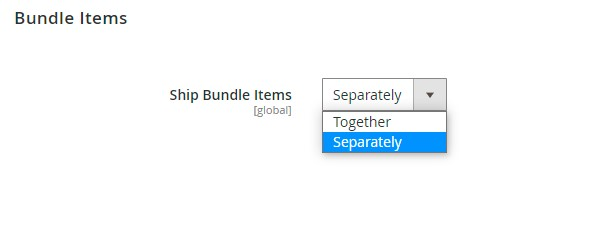 Bundle Items
Ship Bundle Items
[global]
Separately
Together
Separately